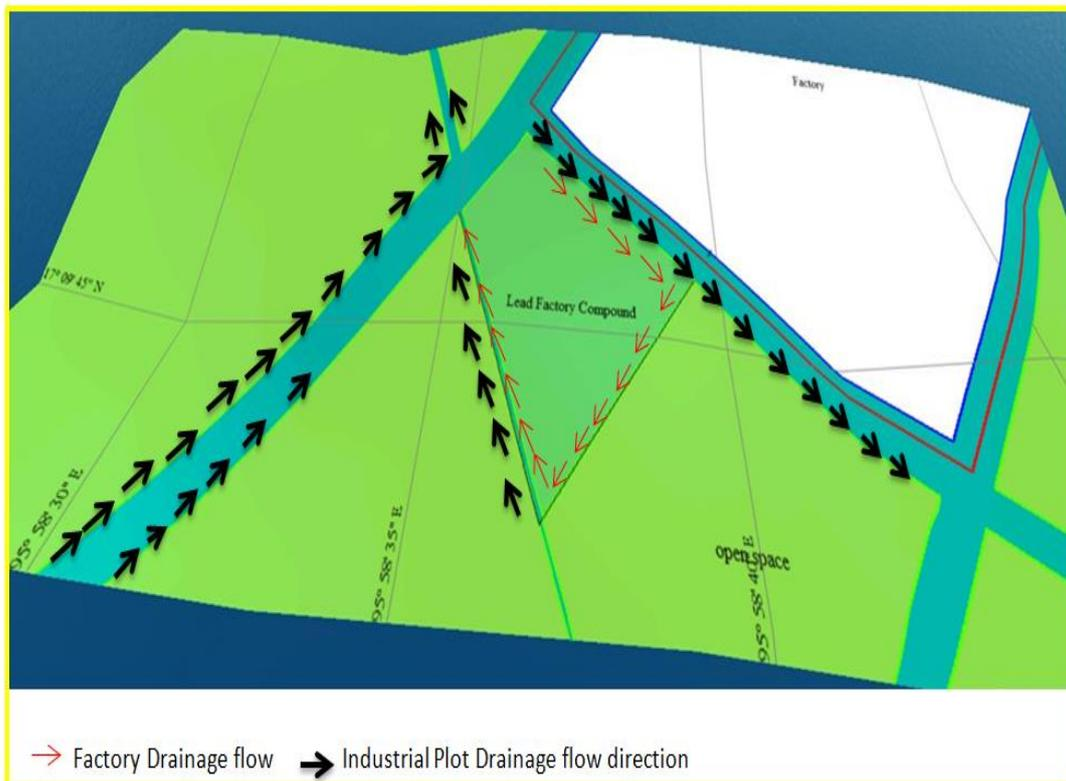 Factory
17° 09' 45" N
Lead Factory Compound
95° 58' 30" E
95° 58' 35" E
95° 58' 40" E
open space
Factory Drainage flow
Industrial Plot Drainage flow direction